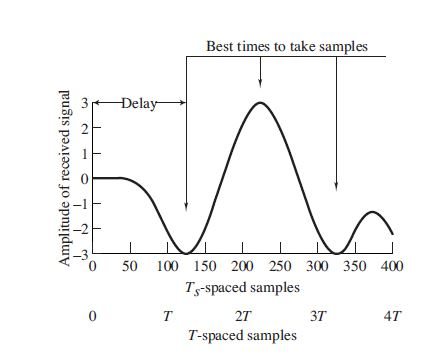 Best times to take samples
Delay
Amplitude of received signal
3
2
1
0
−1
−2
−3
0 50 100 150 200 250 300 350 400
Ts-spaced samples
0 T 2T 3T 4T
T-spaced samples